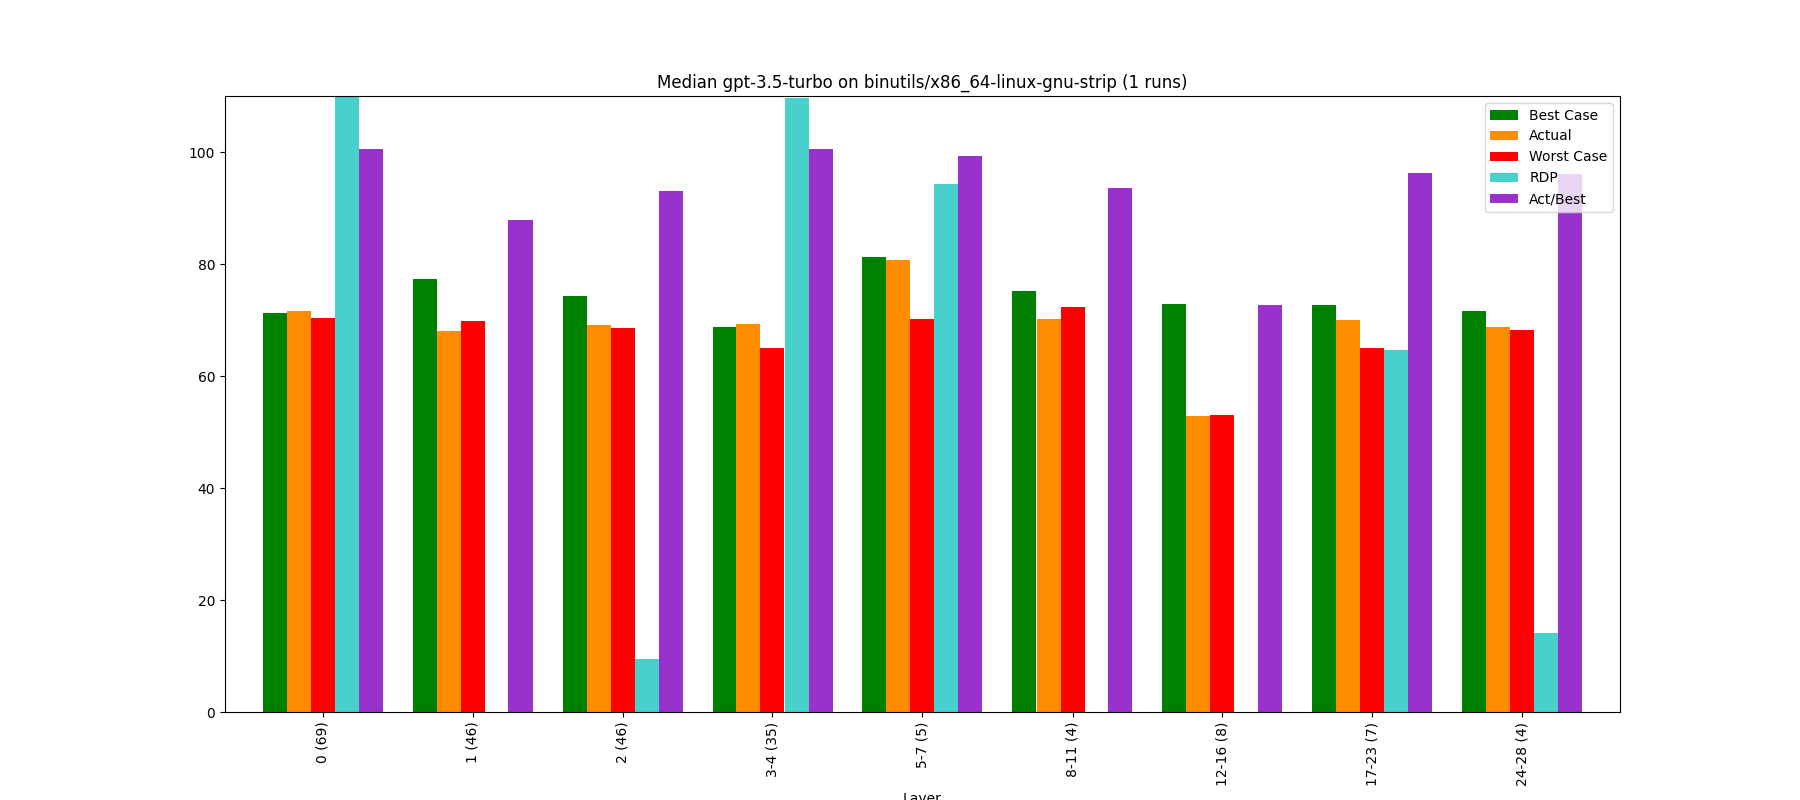 Median gpt-3.5-turbo on binutils/x86_64-linux-gnu-strip (1 runs)
Best Case
Actual
Worst Case
RDP
Act/Best
100
80
60
40
20
0
0 (69)
1 (46)
2 (46)
3-4 (35)
5-7 (5)
8-11 (4)
12-16 (8)
17-23 (7)
24-28 (4)
Layer